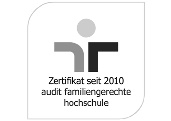 Zertifikat seit 2010
audit familiengerechte
hochschule